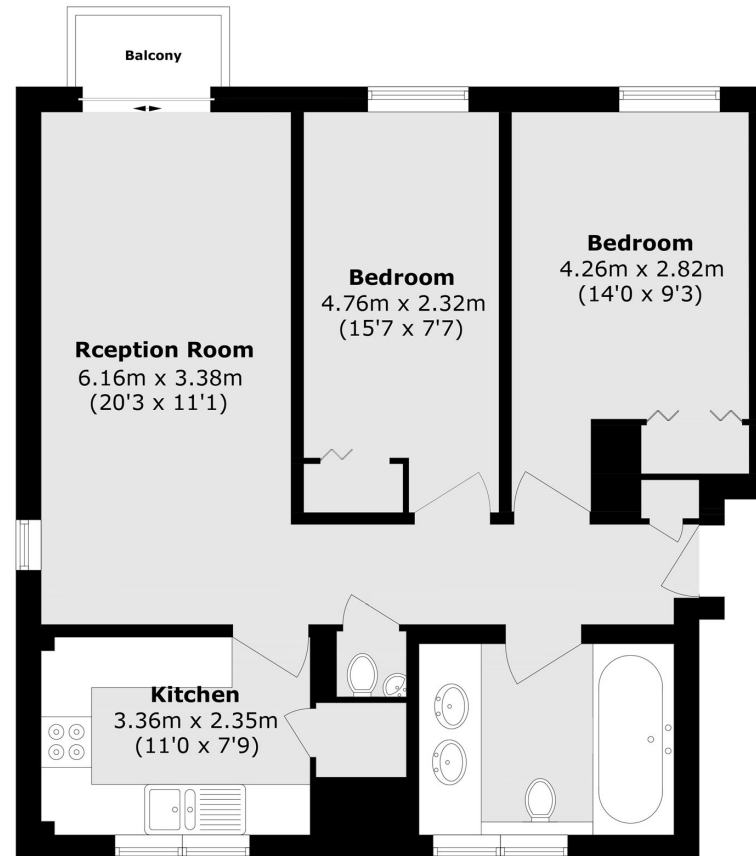 Balcony
Bedroom
4.26m x 2.82m
(14'0 x 9'3)
Bedroom
4.76m x 2.32m
(15'7 x 7'7)
Rception Room
6.16m x 3.38m
(20'3 x 11'1)
Kitchen
3.36m x 2.35m
(11'0 x 7'9)